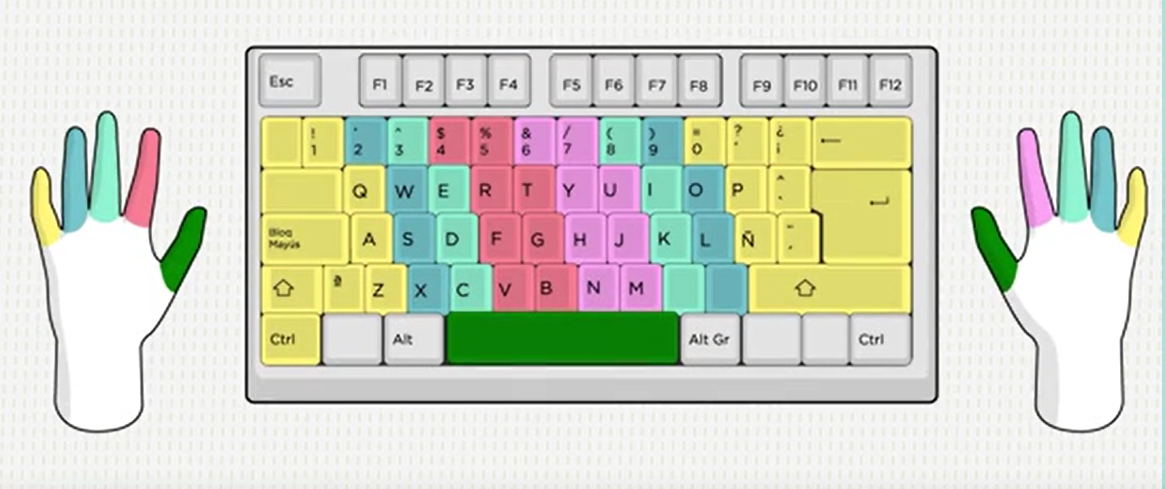 Esc F1 F2 F3 F4 F5 F6 F7 F8 F9 F10 F11 F12
! " ^ $ % & / ( ) = ? ¿
1 2 3 4 5 6 7 8 9 0 ' i ←
Q W E R T Y U I O P ^
Bloq
Mayús A S D F G H J K L Ñ
ª Z X C V B N M
Ctrl Alt Alt Gr Ctrl